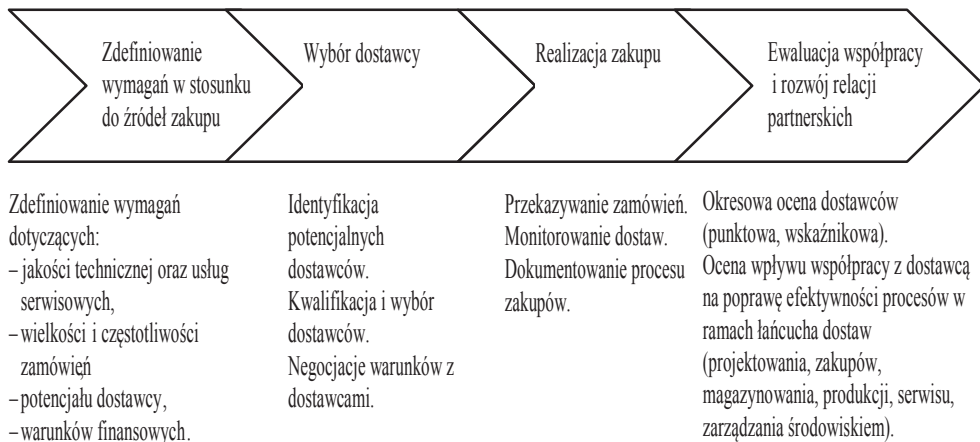 Zdefiniowanie
wymagań w stosunku
do źródeł zakupu
Wybór dostawcy
Realizacja zakupu
Ewaluacja współpracy
i rozwój relacji
partnerskich
Zdefiniowanie wymagań
dotyczących:
– jakości technicznej oraz usług
serwisowych,
– wielkości i częstotliwości
zamówień,
– potencjału dostawcy,
– warunków finansowych.
Identyfikacja
potencjalnych
dostawców.
Kwalifikacja i wybór
dostawców.
Negocjacje warunków z
dostawcami.
Przekazywanie zamówień.
Monitorowanie dostaw.
Dokumentowanie procesu
zakupów.
Okresowa ocena dostawców
(punktowa, wskaźnikowa).
Ocena wpływu współpracy z dostawcą
na poprawę efektywności procesów w
ramach łańcucha dostaw
(projektowania, zakupów,
magazynowania, produkcji, serwisu,
zarządzania środowiskiem).